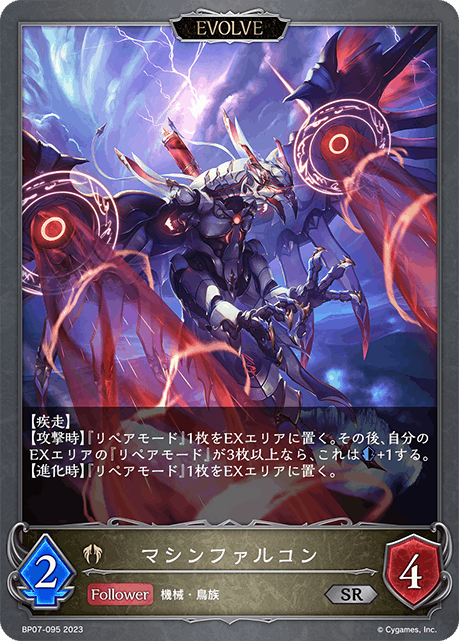 EVOLVE
【疾走】
【攻撃時】『リペアモード』1枚をEXエリアに置く。その後、自分の
EXエリアの『リペアモード』が3枚以上なら、これは+1する。
【進化時】『リペアモード』1枚をEXエリアに置く。
マシンファルコン
2
Follower 機械・鳥族
SR
4
BP07-095 2023
© Cygames, Inc.